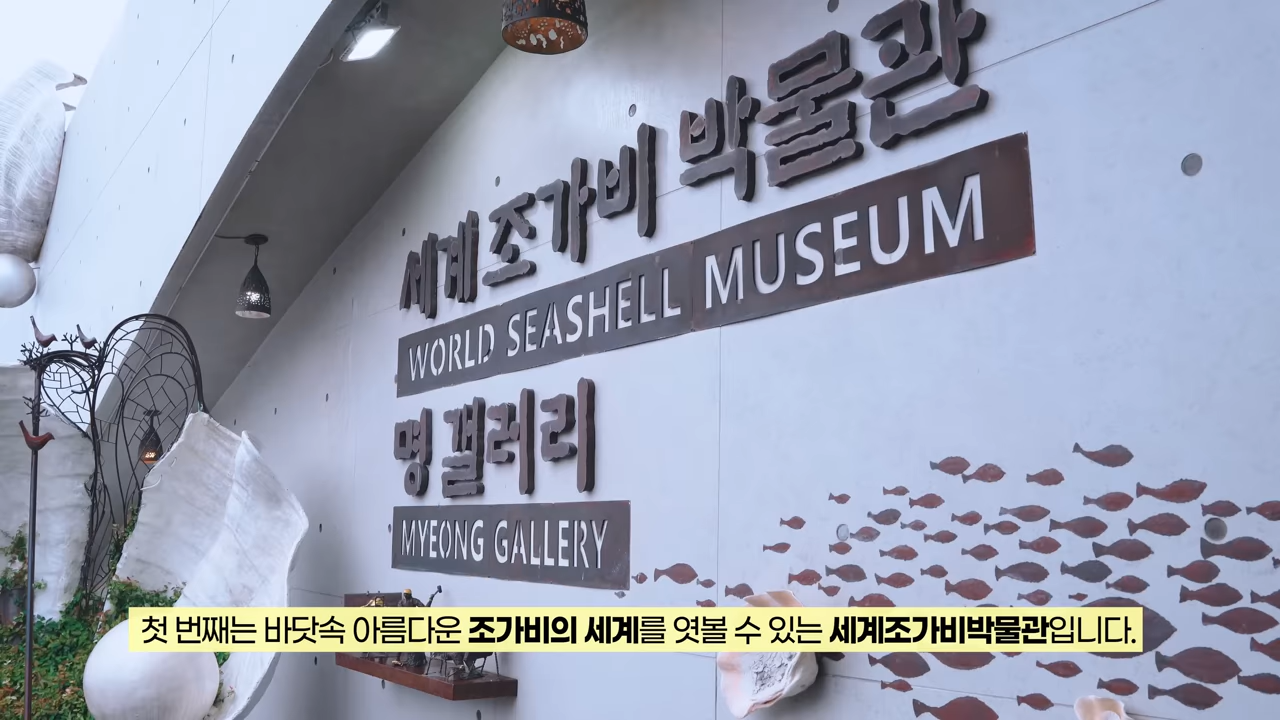 세계 조가비 박물관
WORLD SEASHELL MUSEUM
명 갤러리
MYEONG GALLERY
첫 번째는 바닷속 아름다운 조가비의 세계를 엿볼 수 있는 세계조가비박물관입니다.